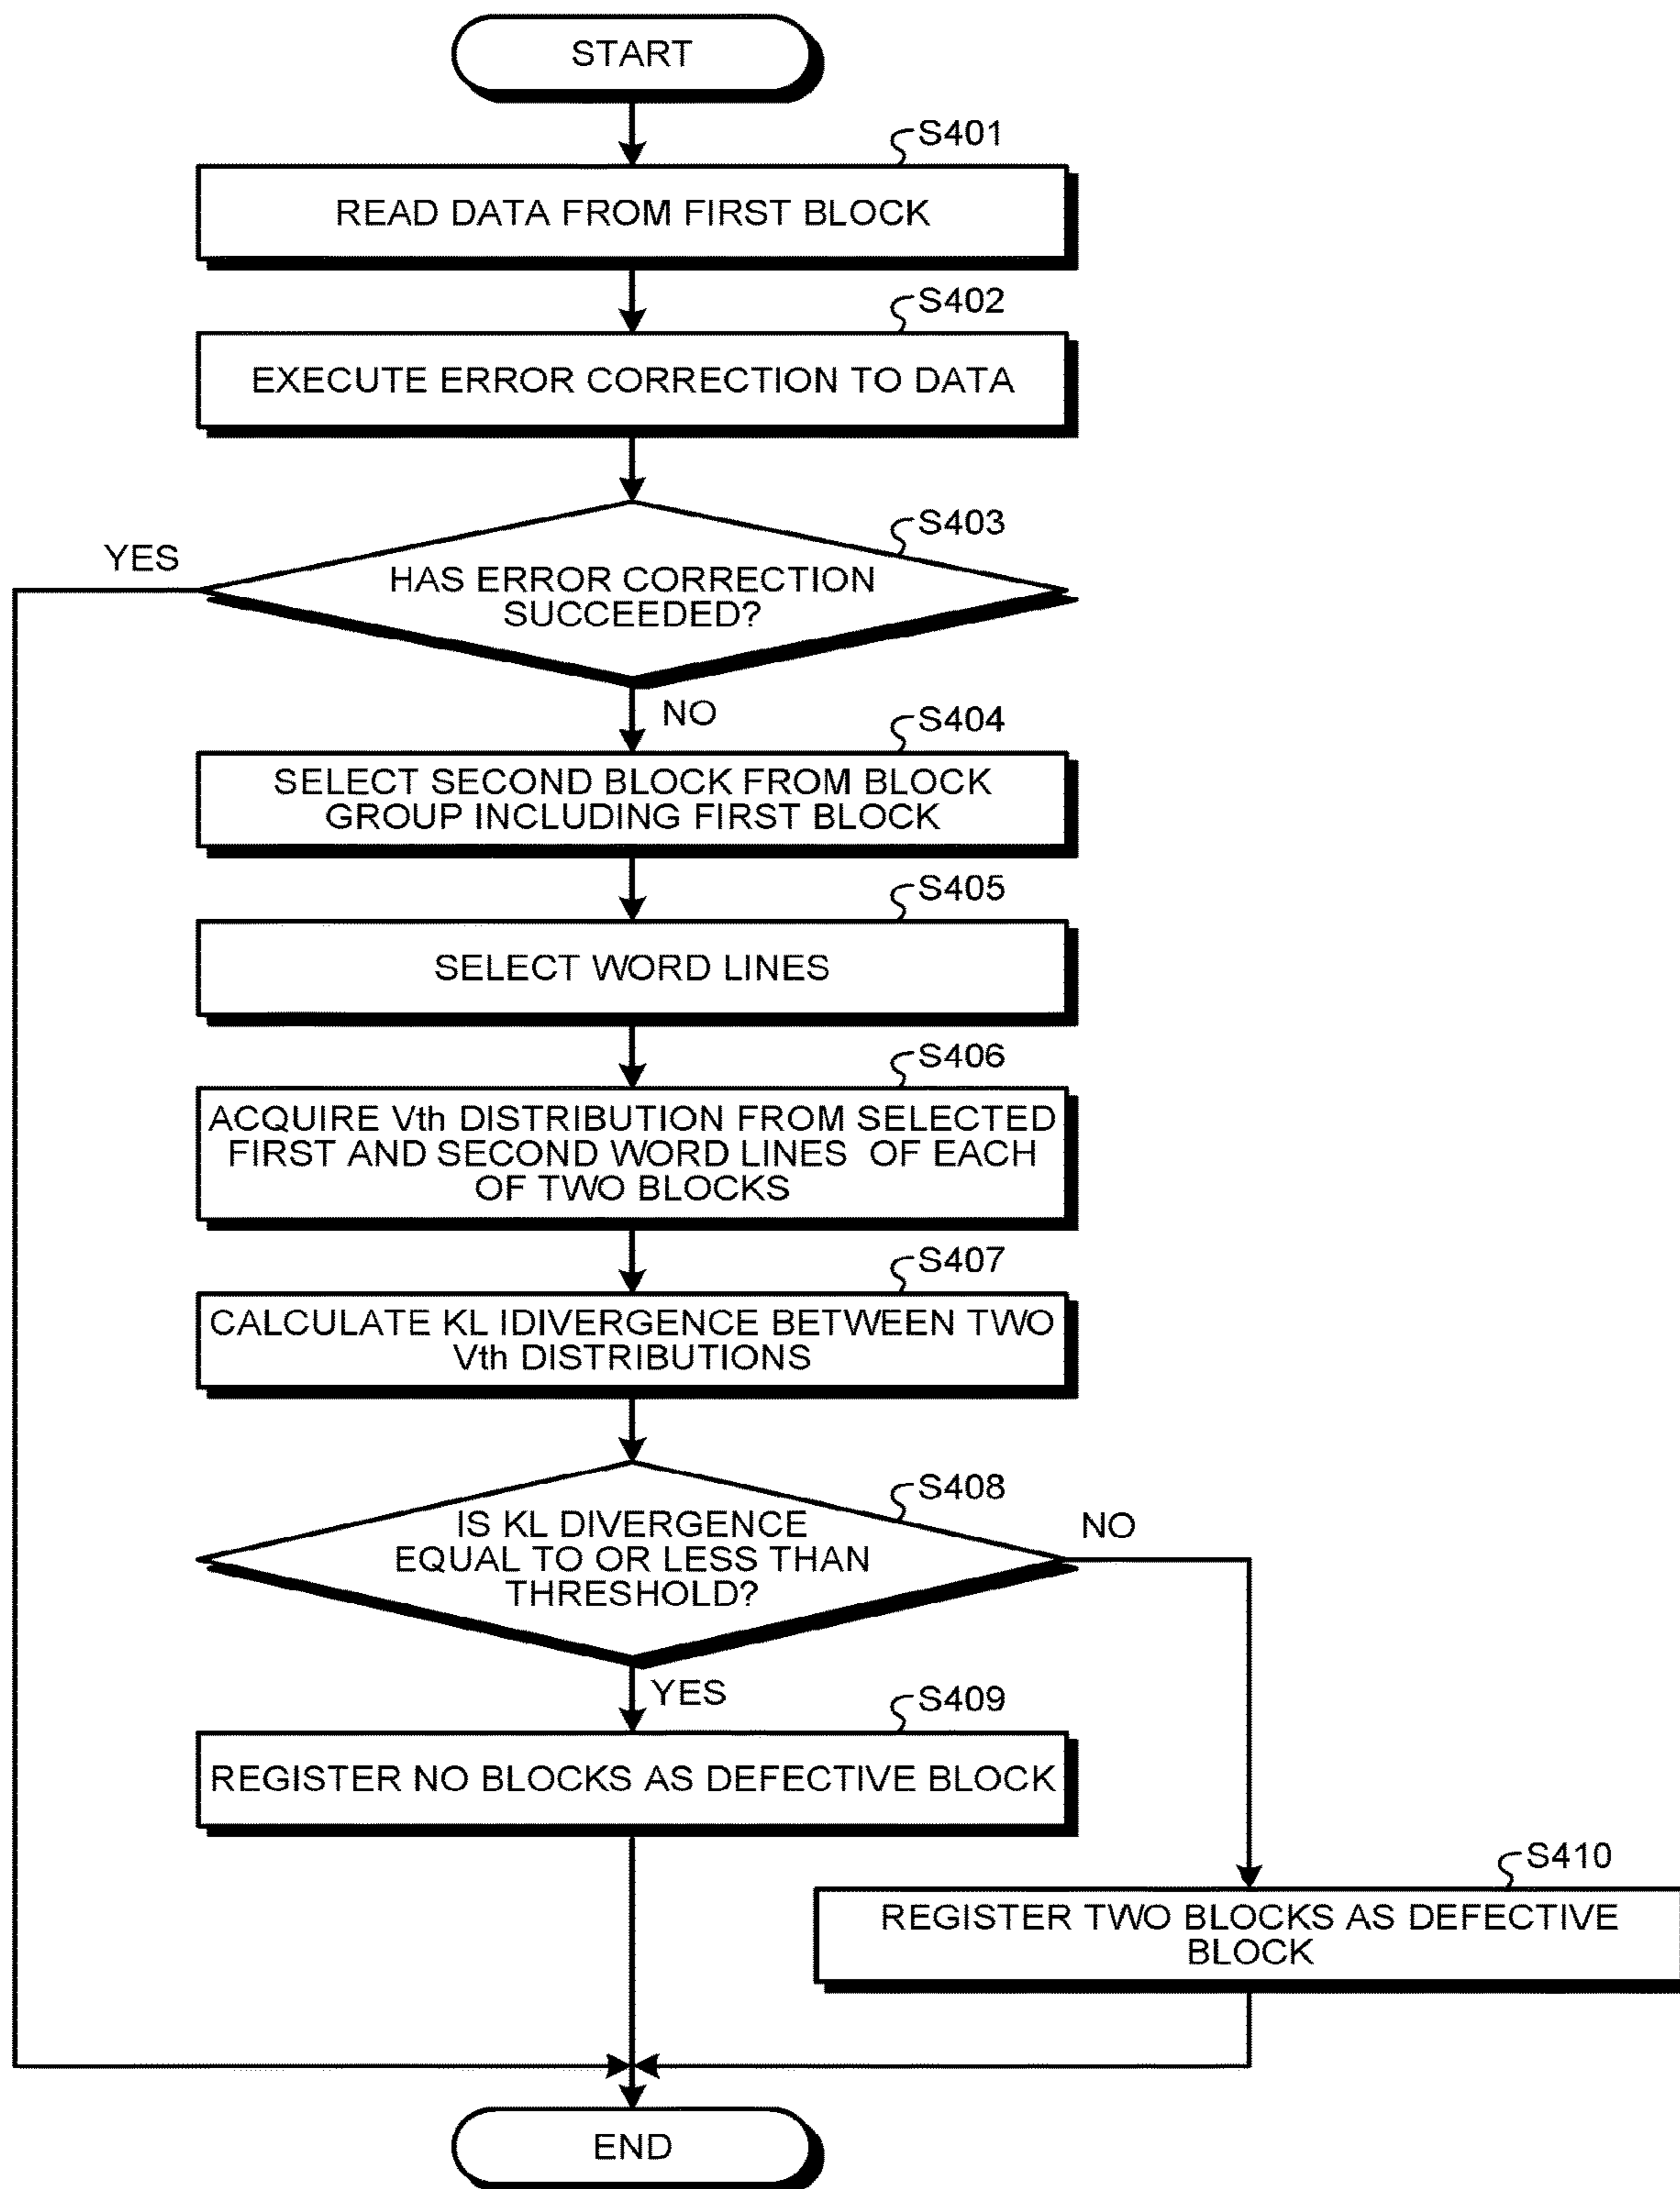 START
S401
READ DATA FROM FIRST BLOCK
S402
EXECUTE ERROR CORRECTION TO DATA
S403
YES
HAS ERROR CORRECTION
SUCCEEDED?
NO
S404
SELECT SECOND BLOCK FROM BLOCK
GROUP INCLUDING FIRST BLOCK
S405
SELECT WORD LINES
S406
ACQUIRE Vth DISTRIBUTION FROM SELECTED
FIRST AND SECOND WORD LINES OF EACH
OF TWO BLOCKS
S407
CALCULATE KL IDIVERGENCE BETWEEN TWO
Vth DISTRIBUTIONS
S408
IS KL DIVERGENCE
EQUAL TO OR LESS THAN
THRESHOLD?
NO
YES
S409
REGISTER NO BLOCKS AS DEFECTIVE BLOCK
S410
REGISTER TWO BLOCKS AS DEFECTIVE
BLOCK
END